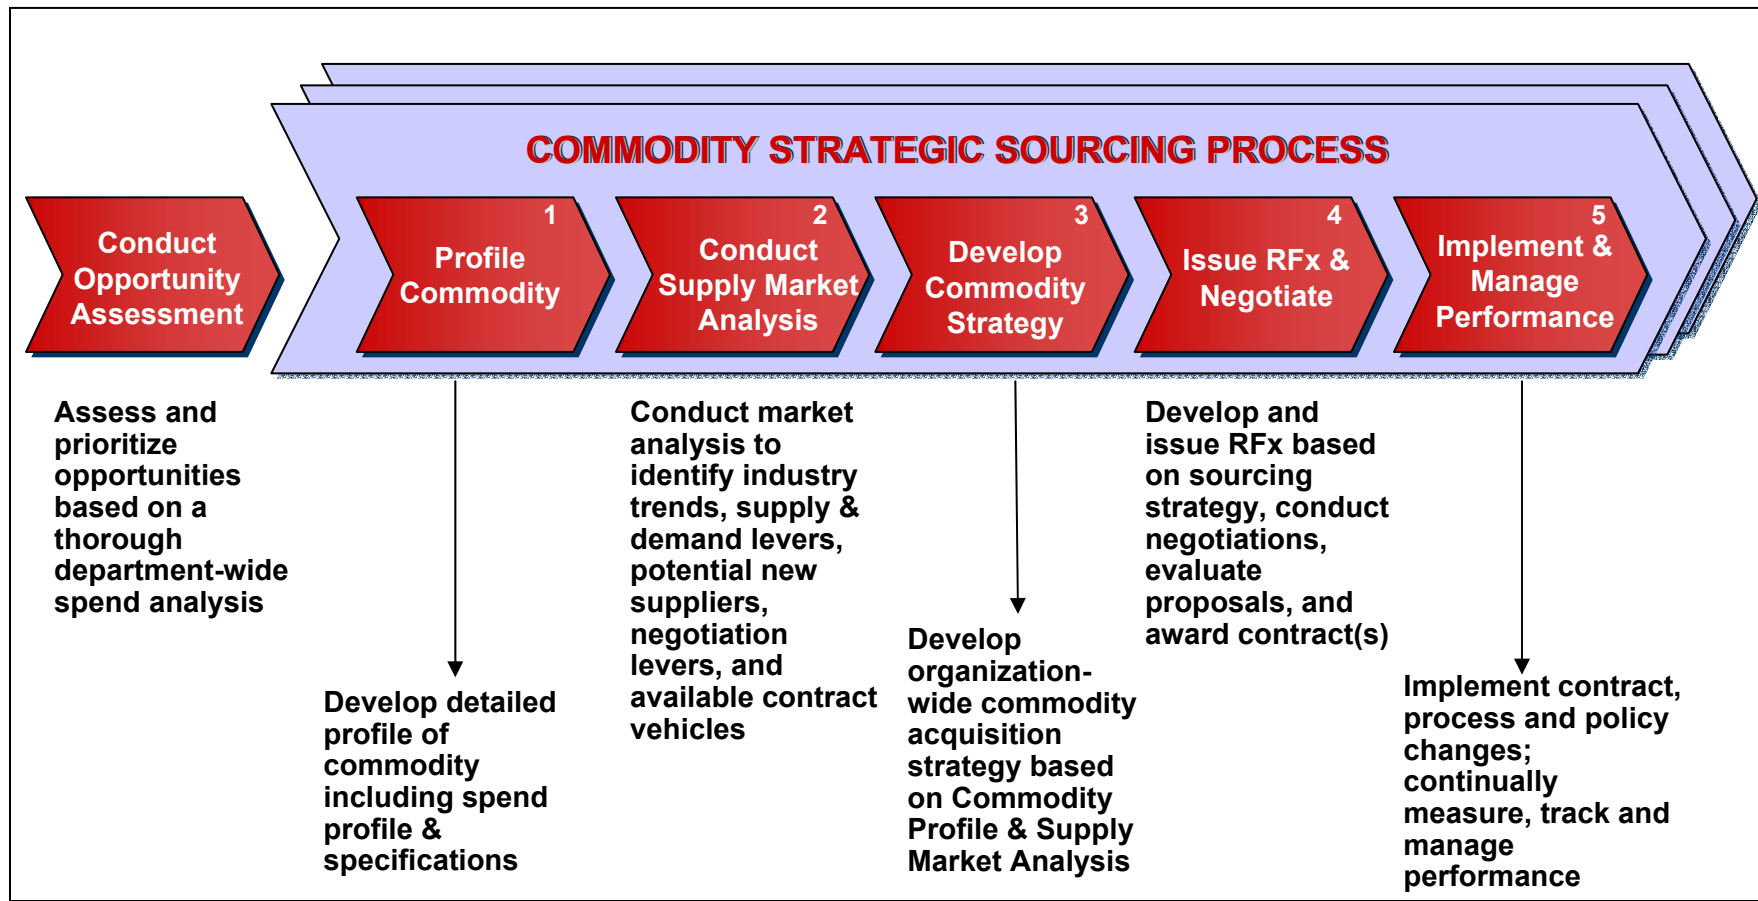 COMMODITY STRATEGIC SOURCING PROCESS
Conduct
Opportunity
Assessment
1
Profile
Commodity
2
Conduct
Supply Market
Analysis
3
Develop
Commodity
Strategy
4
Issue RFx &
Negotiate
5
Implement &
Manage
Performance
Assess and
prioritize
opportunities
based on a
thorough
department-wide
spend analysis
Develop detailed
profile of
commodity
including spend
profile &
specifications
Conduct market
analysis to
identify industry
trends, supply &
demand levers,
potential new
suppliers,
negotiation
levers, and
available contract
vehicles
Develop
organization-
wide commodity
acquisition
strategy based
on Commodity
Profile & Supply
Market Analysis
Develop and
issue RFx based
on sourcing
strategy, conduct
negotiations,
evaluate
proposals, and
award contract(s)
Implement contract,
process and policy
changes;
continually
measure, track and
manage
performance